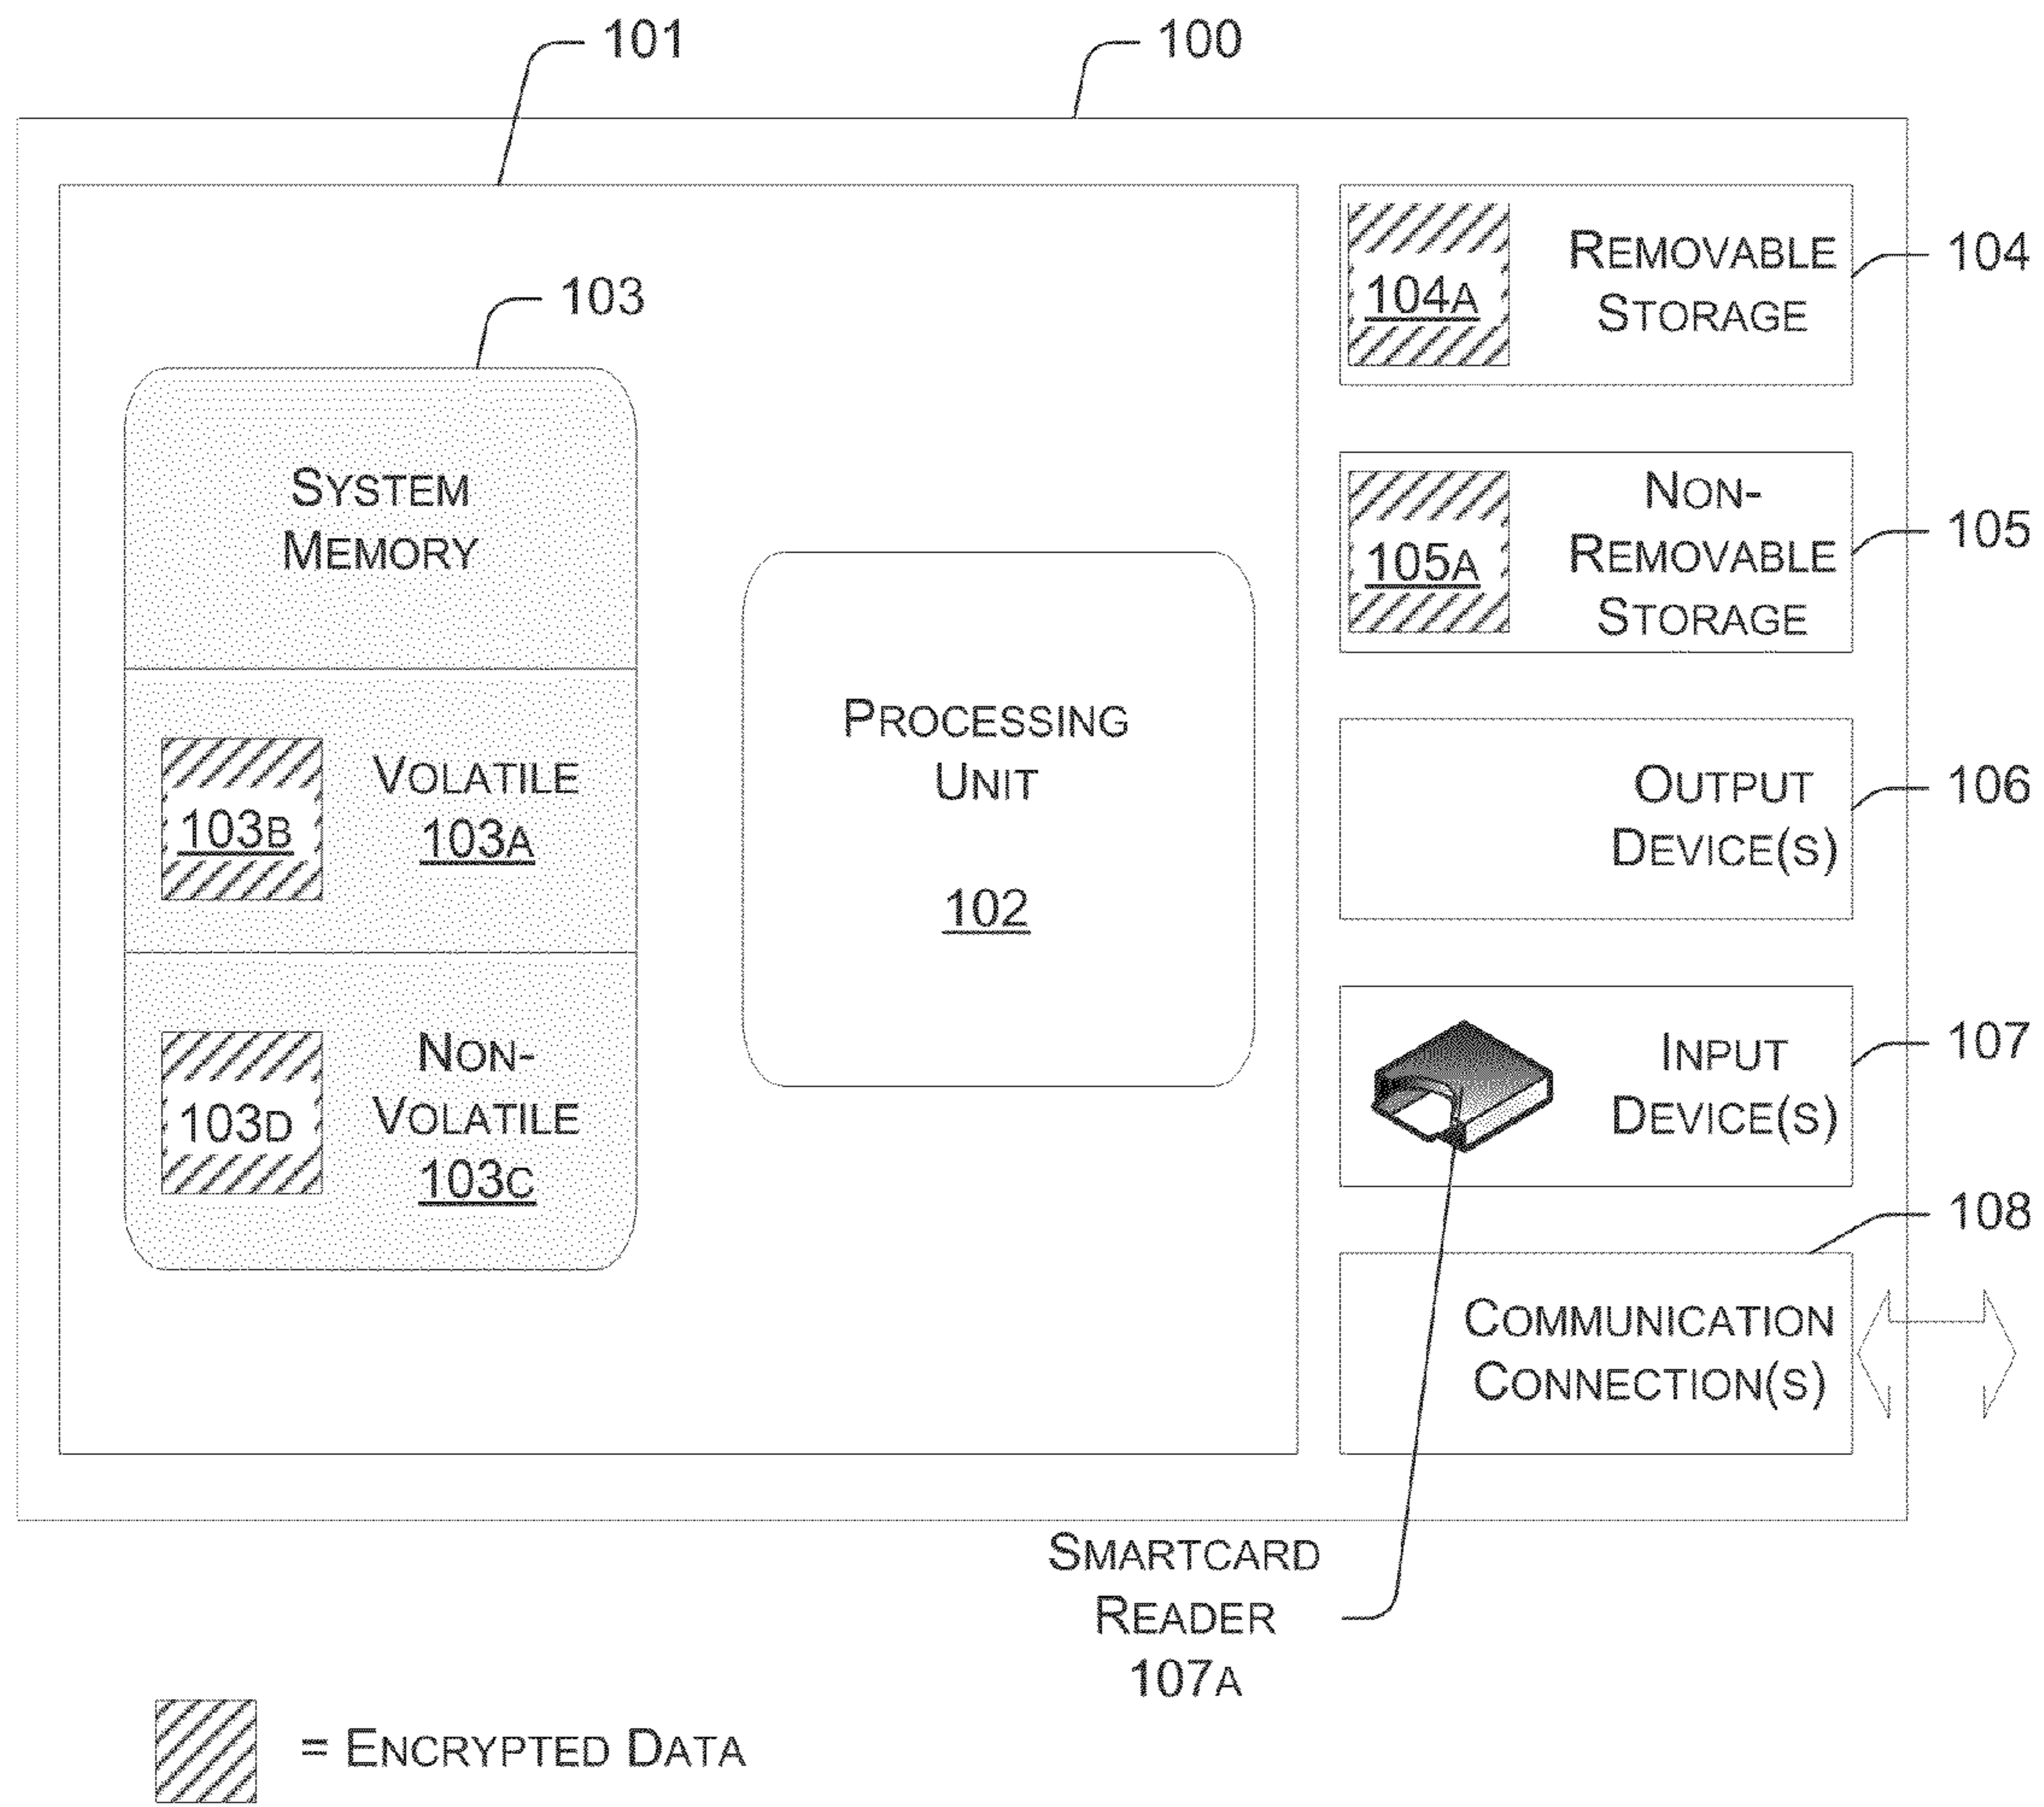 101
100
103
SYSTEM
MEMORY
VOLATILE
103A
103B
NON-
VOLATILE
103C
103D
PROCESSING
UNIT
102
104A
REMOVABLE
STORAGE
104
105A
NON-
REMOVABLE
STORAGE
105
OUTPUT
DEVICE(S)
106
INPUT
DEVICE(S)
107
108
COMMUNICATION
CONNECTION(S)
SMARTCARD
READER
107A
= ENCRYPTED DATA